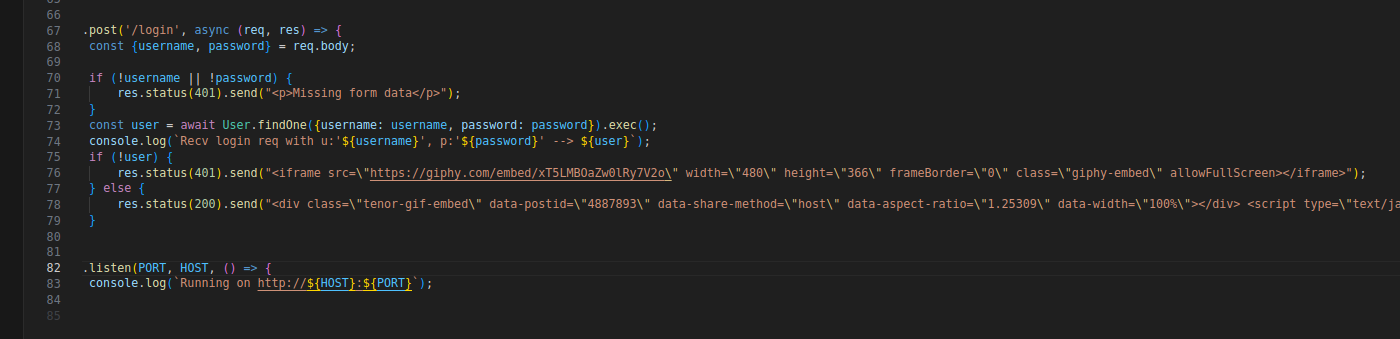 65
66
67 .post('/login', async (req, res) => {
68 const {username, password} = req.body;
69
70 if (!username || !password) {
71 res.status(401).send("<p>Missing form data</p>");
72 }
73 const user = await User.findOne({username: username, password: password}).exec();
74 console.log(`Recv login req with u:'${username}', p:'${password}' --> ${user}`);
75 if (!user) {
76 res.status(401).send("<iframe src=\"https://giphy.com/embed/xT5LMBOaZw0lRy7V2o\" width=\"480\" height=\"366\" frameBorder=\"0\" class=\"giphy-embed\" allowFullScreen></iframe>");
77 } else {
78 res.status(200).send("<div class=\"tenor-gif-embed\" data-postid=\"4887893\" data-share-method=\"host\" data-aspect-ratio=\"1.25309\" data-width=\"100%\"></div> <script type=\"text/ja
79 }
80
81
82 .listen(PORT, HOST, () => {
83 console.log(`Running on http://${HOST}:${PORT}`);
84
85